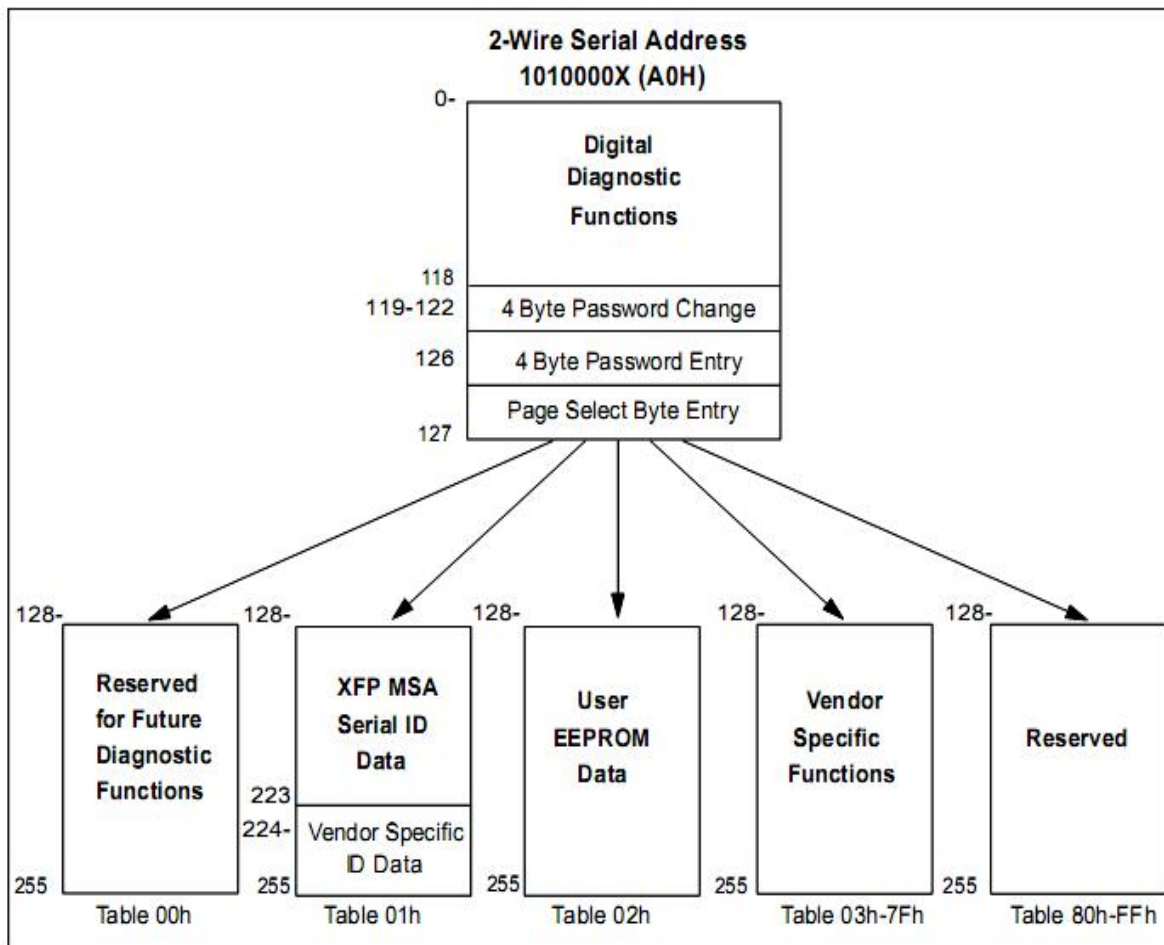 2-Wire Serial Address
1010000X (A0H)
0-
Digital
Diagnostic
Functions
118
119-122
4 Byte Password Change
126
4 Byte Password Entry
Page Select Byte Entry
127
128-
Reserved
for Future
Diagnostic
Functions
255
Table 00h
128-
XFP MSA
Serial ID
Data
223
224-
Vendor Specific
ID Data
255
Table 01h
128-
User
EEPROM
Data
255
Table 02h
128-
Vendor
Specific
Functions
255
Table 03h-7Fh
128-
Reserved
255
Table 80h-FFh